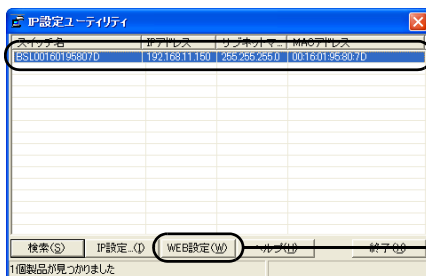 IP設定ユーティリティ
スイッチ名 IPアドレス サブネットマ... MACアドレス
BSL00160195807D 192.168.11.150 255.255.255.0 00:16:01:95:80:7D
検索(S) IP設定...(I) WEB設定(W) ヘルプ(H) 終了(X)
1個製品が見つかりました